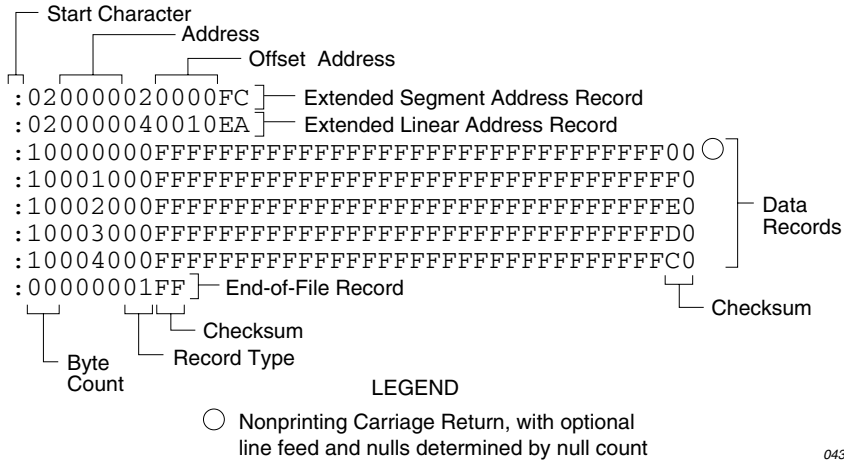 Start Character
Address
Offset Address
:020000020000FC
Extended Segment Address Record
:020000040010EA
Extended Linear Address Record
:10000000FFFFFFFFFFFFFFFFFFFFFFFFFFFFFFFF00
:10001000FFFFFFFFFFFFFFFFFFFFFFFFFFFFFFFFF0
:10002000FFFFFFFFFFFFFFFFFFFFFFFFFFFFFFFFE0
:10003000FFFFFFFFFFFFFFFFFFFFFFFFFFFFFFFFD0
:10004000FFFFFFFFFFFFFFFFFFFFFFFFFFFFFFFFC0
Data
Records
:00000001FF
End-of-File Record
Checksum
Checksum
Record Type
Byte
Count
LEGEND
Nonprinting Carriage Return, with optional
line feed and nulls determined by null count
043